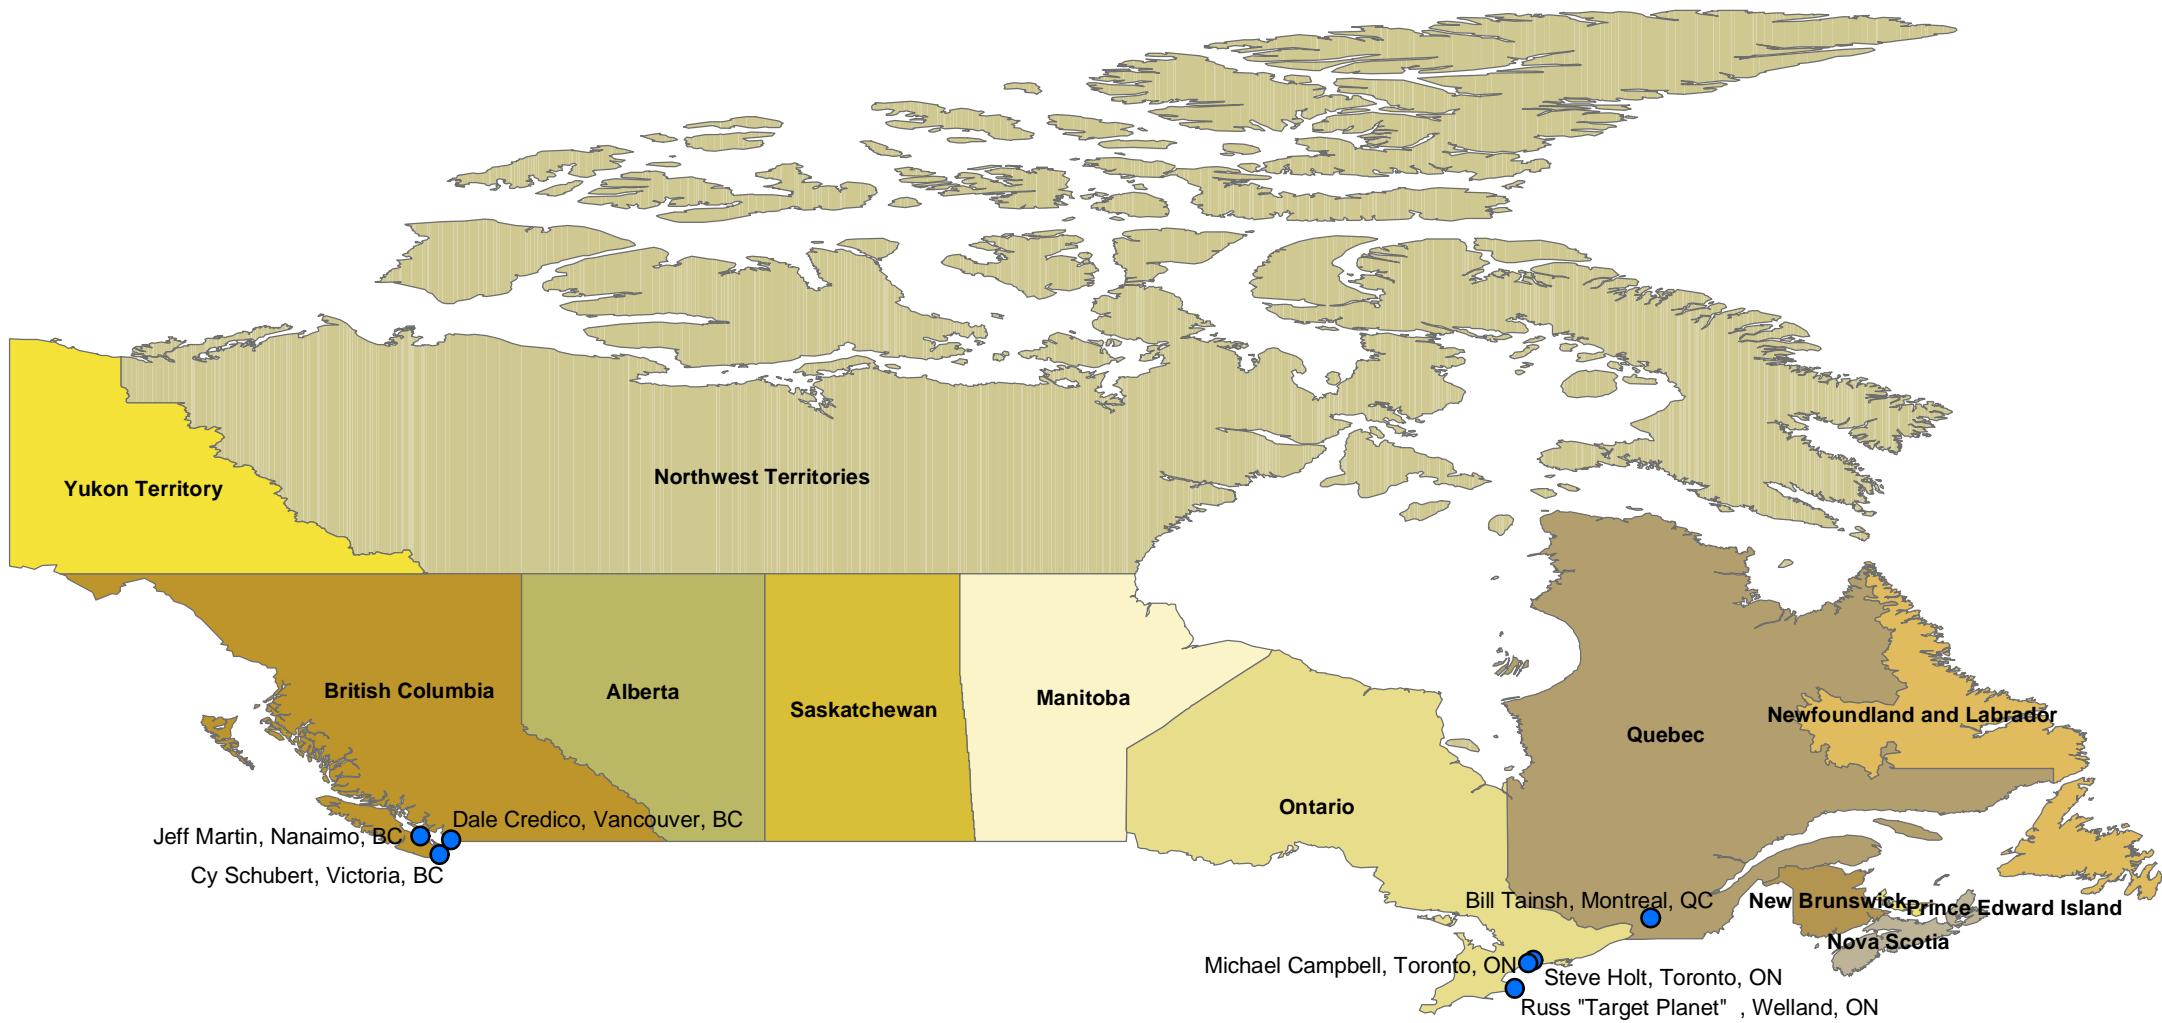 Northwest Territories
Yukon Territory
British Columbia
Alberta
Manitoba
Saskatchewan
Newfoundland and Labrador
Quebec
Ontario
Dale Credico, Vancouver, BC
Jeff Martin, Nanaimo, BC
Cy Schubert, Victoria, BC
Bill Tainsh, Montreal, QC
New Brunswick
Prince Edward Island
Nova Scotia
Michael Campbell, Toronto, ON
Steve Holt, Toronto, ON
Russ "Target Planet"  , Welland, ON